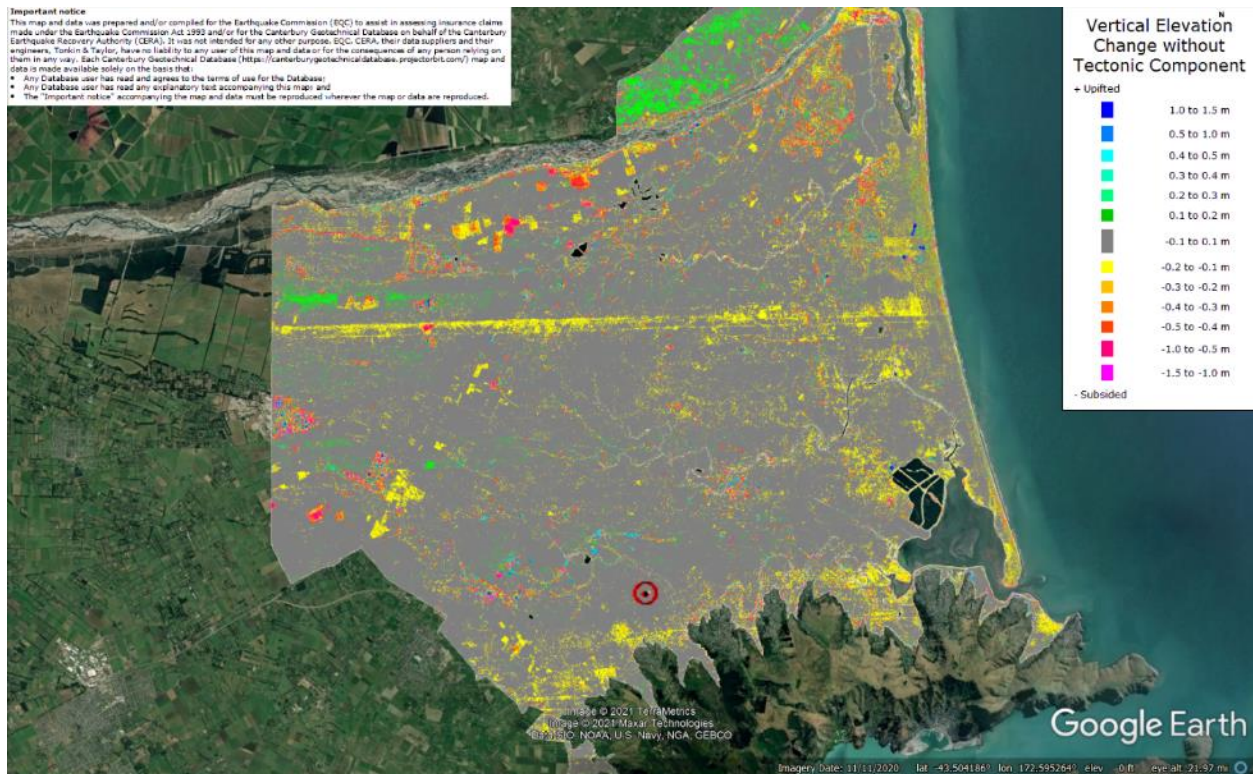 Important notice
This map and data was prepared and/or compiled for the Earthquake Commission (EQC) to assist in assessing insurance claims
made under the Earthquake Commission Act 1993 and/or for the Canterbury Geotechnical Database on behalf of the Canterbury
Earthquake Recovery Authority (CERA). It was not intended for any other purpose. EQC, CERA, their data suppliers and their
engineers, Tonkin & Taylor, have no liability to any user of this map and data or for the consequences of any person relying on
them in any way. Each Canterbury Geotechnical Database (https://canterburygeotechnicaldatabase.projectorbit.com/) map and
data is made available solely on the basis that:
• Any Database user has read and agrees to the terms of use for the Database;
• Any Database user has read any explanatory text accompanying this map; and
• The "Important notice" accompanying the map and data must be reproduced wherever the map or data are reproduced.
N
Vertical Elevation
Change without
Tectonic Component
+ Uplifted
1.0 to 1.5 m
0.5 to 1.0 m
0.4 to 0.5 m
0.3 to 0.4 m
0.2 to 0.3 m
0.1 to 0.2 m
-0.1 to 0.1 m
-0.2 to -0.1 m
-0.3 to -0.2 m
-0.4 to -0.3 m
-0.5 to -0.4 m
-1.0 to -0.5 m
-1.5 to -1.0 m
- Subsided
Image © 2021 TerraMetrics
Image © 2021 Maxar Technologies
Data SIO, NOAA, U.S. Navy, NGA, GEBCO
Google Earth
Imagery Date: 11/11/2020 lat -43.504186° lon 172.595264° elev -0 ft eye alt 21.97 mi